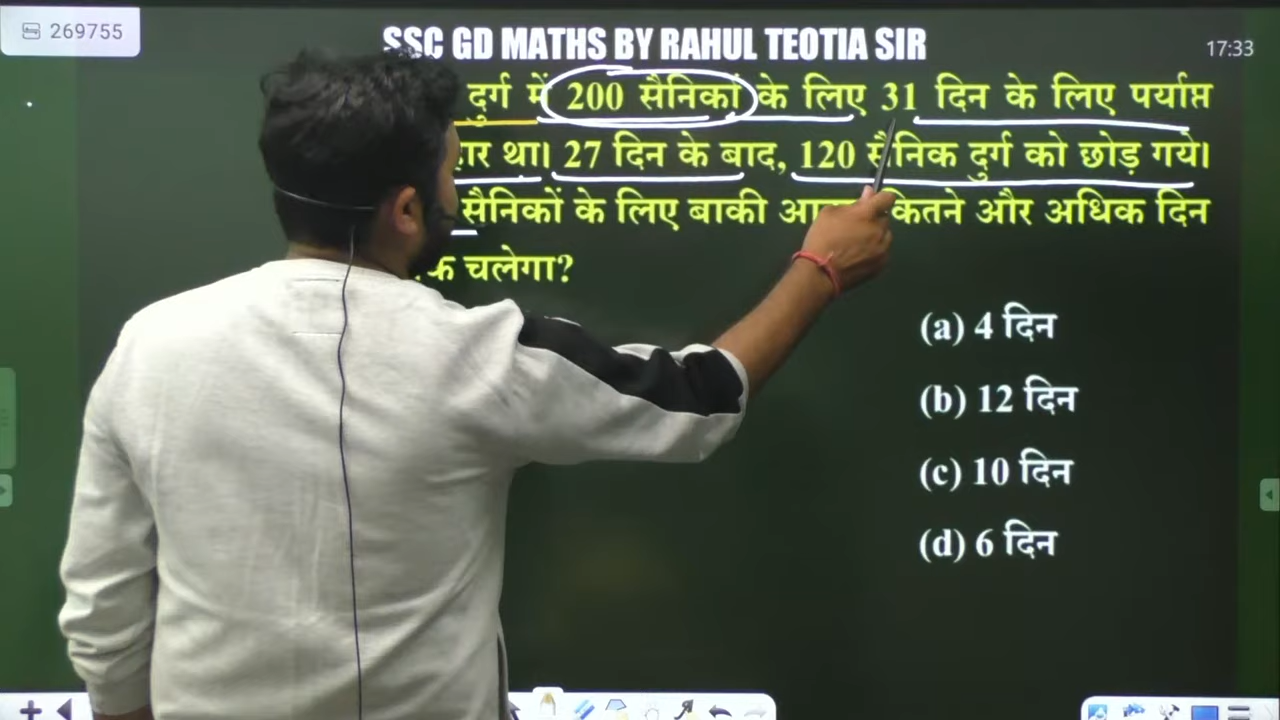 269755
SSC GD MATHS BY RAHUL TEOTIA SIR
17:33
दुर्ग में 200 सैनिकों के लिए 31 दिन के लिए पर्याप्त
था। 27 दिन के बाद, 120 सैनिक दुर्ग को छोड़ गये।
सैनिकों के लिए बाकी कितने और अधिक दिन
चलेगा?
(a) 4 दिन
(b) 12 दिन
(c) 10 दिन
(d) 6 दिन